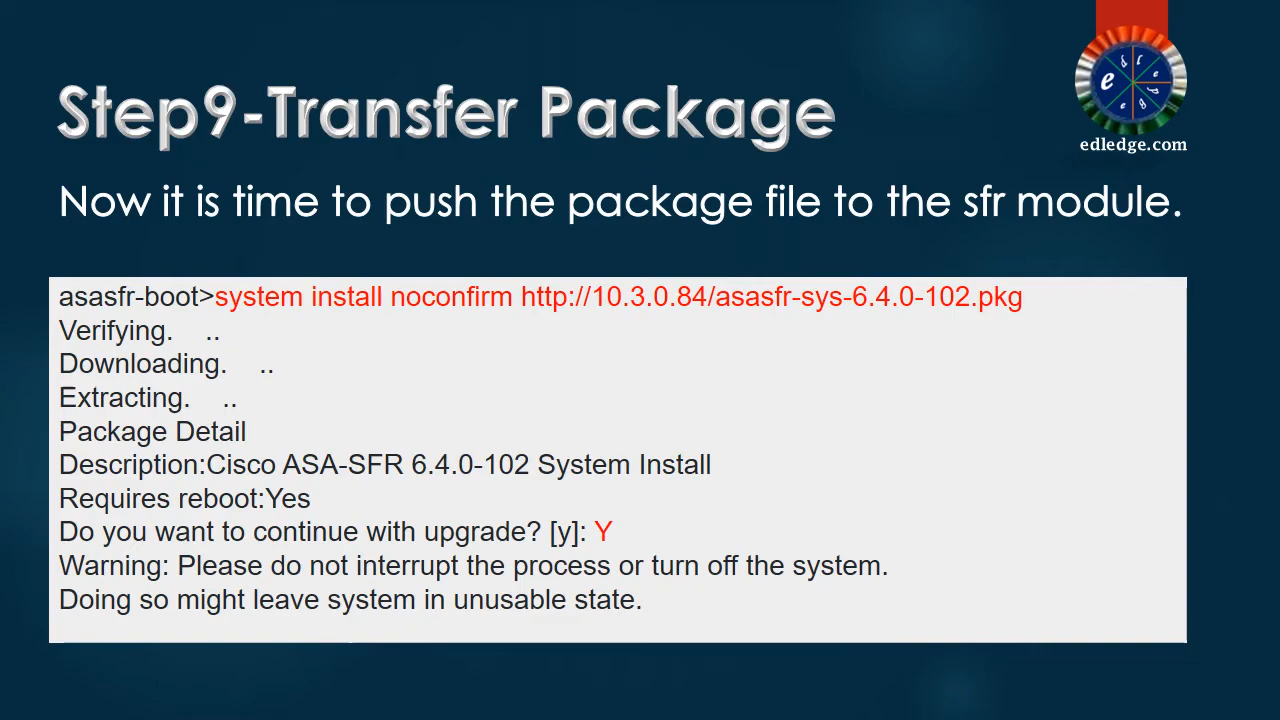 Step9-Transfer Package
edledge.com
Now it is time to push the package file to the sfr module.
asasfr-boot>system install noconfirm http://10.3.0.84/asasfr-sys-6.4.0-102.pkg
Verifying. ..
Downloading. ..
Extracting. ..
Package Detail
Description:Cisco ASA-SFR 6.4.0-102 System Install
Requires reboot:Yes
Do you want to continue with upgrade? [y]: Y
Warning: Please do not interrupt the process or turn off the system.
Doing so might leave system in unusable state.